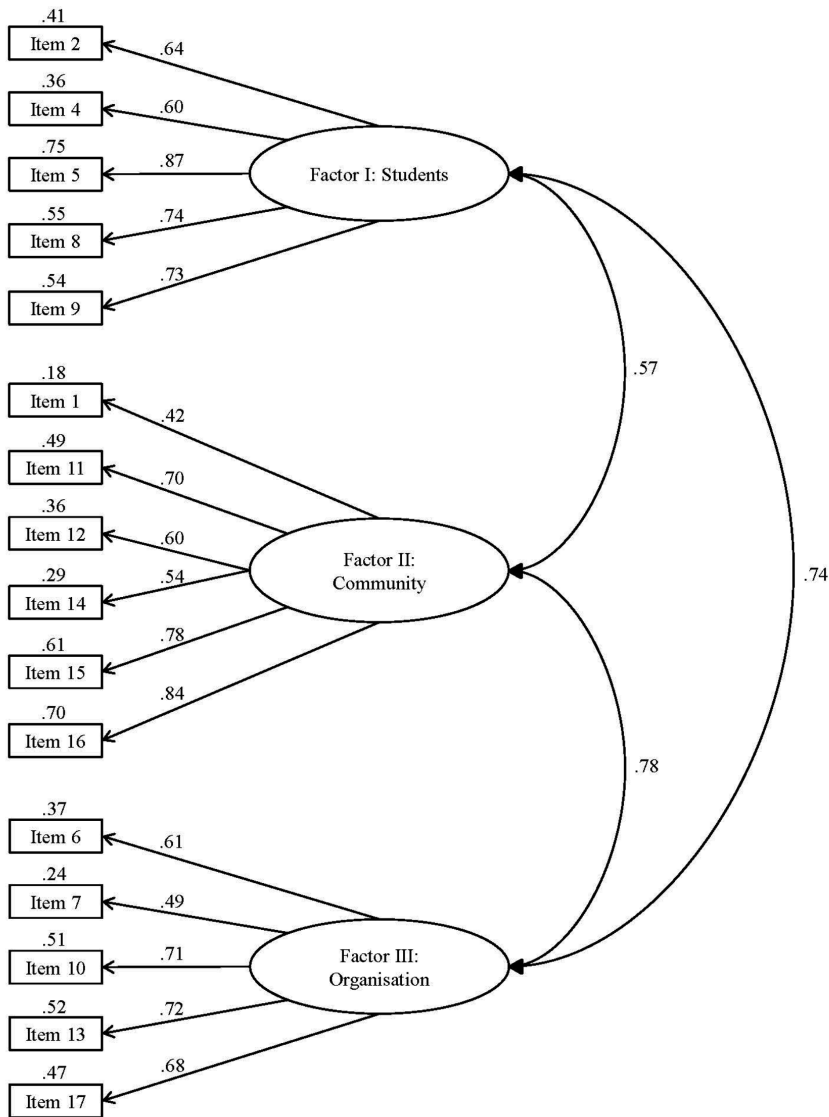 .41
Item 2
.64
.36
Item 4
.60
.75
Item 5
.87
Factor I: Students
.55
Item 8
.74
.54
Item 9
.73
.57
.18
Item 1
.42
.49
Item 11
.70
.36
Item 12
.60
Factor II:
Community
.29
Item 14
.54
.74
.61
Item 15
.78
.70
Item 16
.84
.78
.37
Item 6
.61
.24
Item 7
.49
.51
Item 10
.71
Factor III:
Organisation
.52
Item 13
.72
.47
Item 17
.68